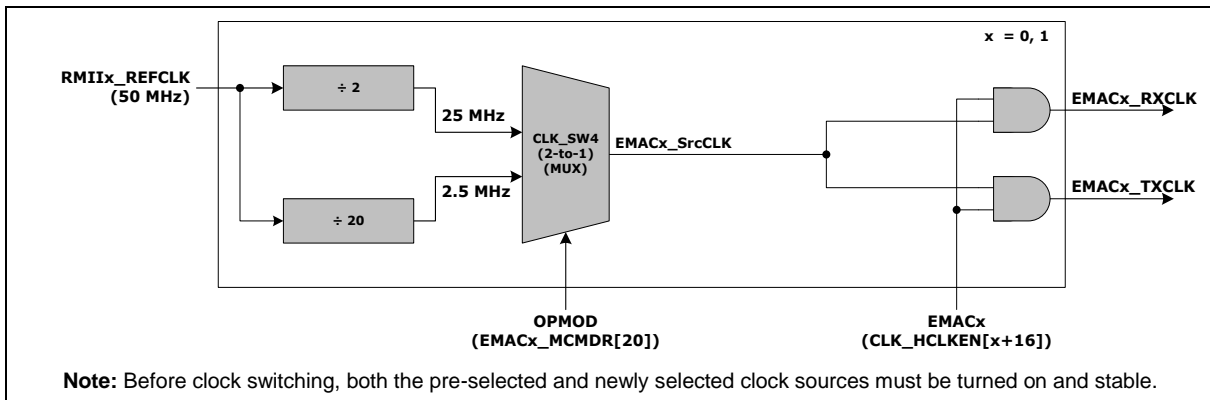 x = 0, 1
RMIIx_REFCLK
(50 MHz)
÷ 2
25 MHz
CLK_SW4
(2-to-1)
(MUX)
EMACx_SrcCLK
EMACx_RXCLK
2.5 MHz
÷ 20
EMACx_TXCLK
OPMOD
(EMACx_MCMDR[20])
EMACx
(CLK_HCLKEN[x+16])
Note: Before clock switching, both the pre-selected and newly selected clock sources must be turned on and stable.